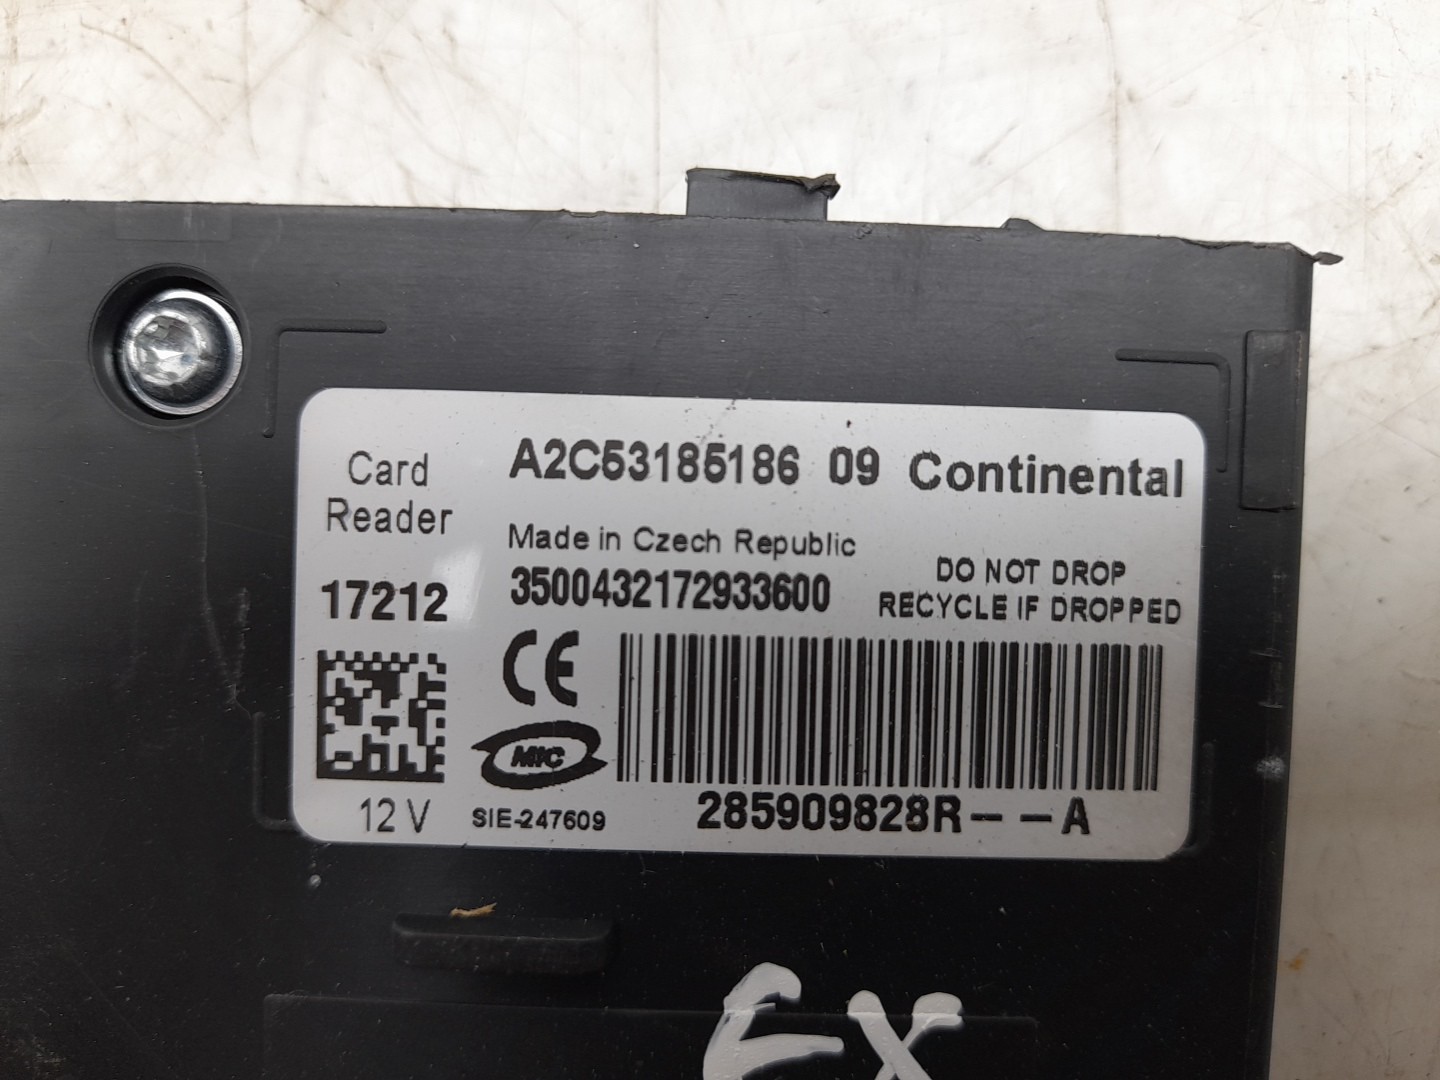 Card
Reader
17212
12 V
A2C53185186 09 Continental
Made in Czech Republic
3500432172933600
DO NOT DROP
RECYCLE IF DROPPED
CE
MIC
SIE-247609
285909828R- -A
EX